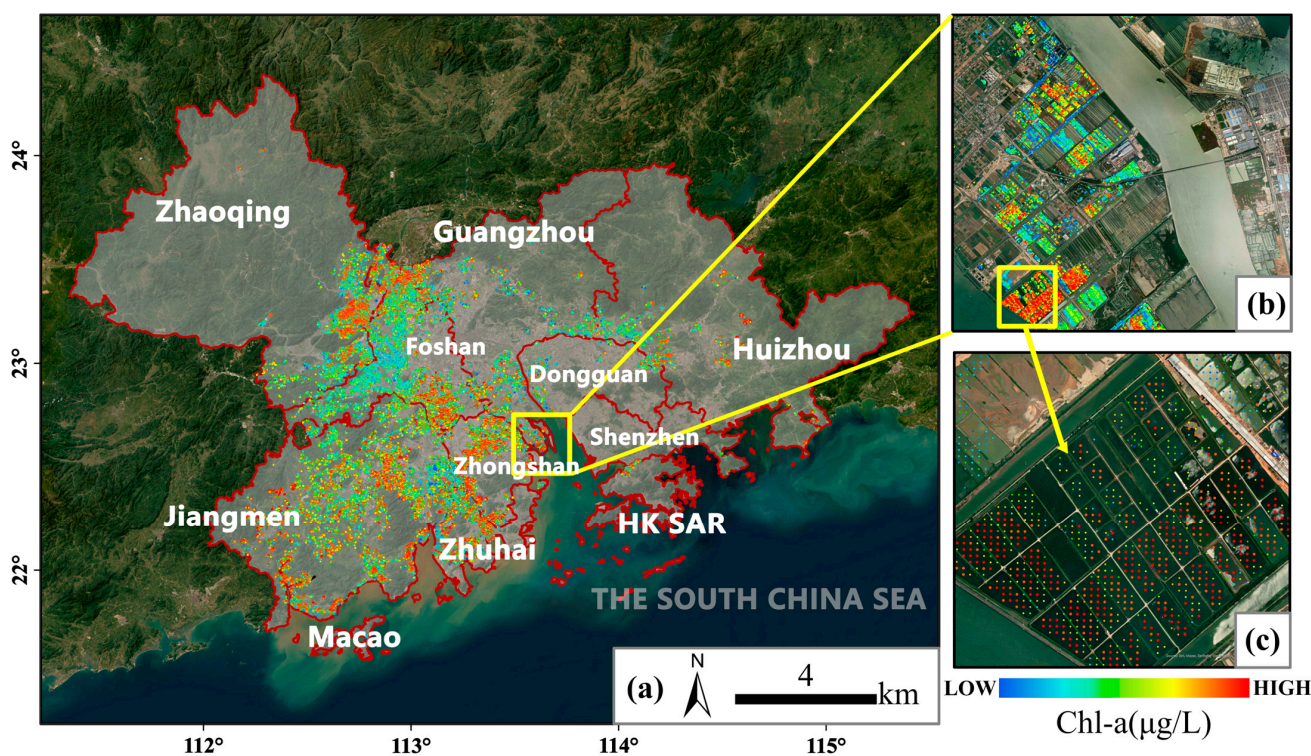 24°
23°
22°
Zhaoqing
Guangzhou
Foshan
Huizhou
Dongguan
Shenzhen
Zhongshan
Jiangmen
Zhuhai
HK SAR
THE SOUTH CHINA SEA
Macao
(a)
N
4
km
112°
113°
114°
115°
(b)
(c)
LOW
HIGH
Chl-a(μg/L)